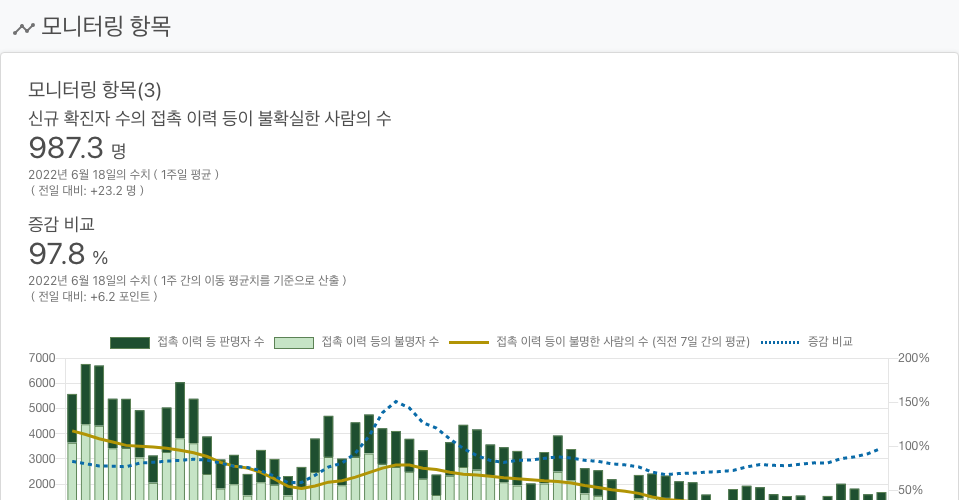 모니터링 항목
모니터링 항목(3)
신규 확진자 수의 접촉 이력 등이 불확실한 사람의 수
987.3 명
2022년 6월 18일의 수치 ( 1주일 평균 )
( 전일 대비: +23.2 명 )
증감 비교
97.8 %
2022년 6월 18일의 수치 ( 1주 간의 이동 평균치를 기준으로 산출 )
( 전일 대비: +6.2 포인트 )
접촉 이력 등 판명자 수 접촉 이력 등의 불명자 수 접촉 이력 등이 불명한 사람의 수 (직전 7일 간의 평균) 증감 비교
7000 200%
6000
5000 150%
4000
3000 100%
2000
50%